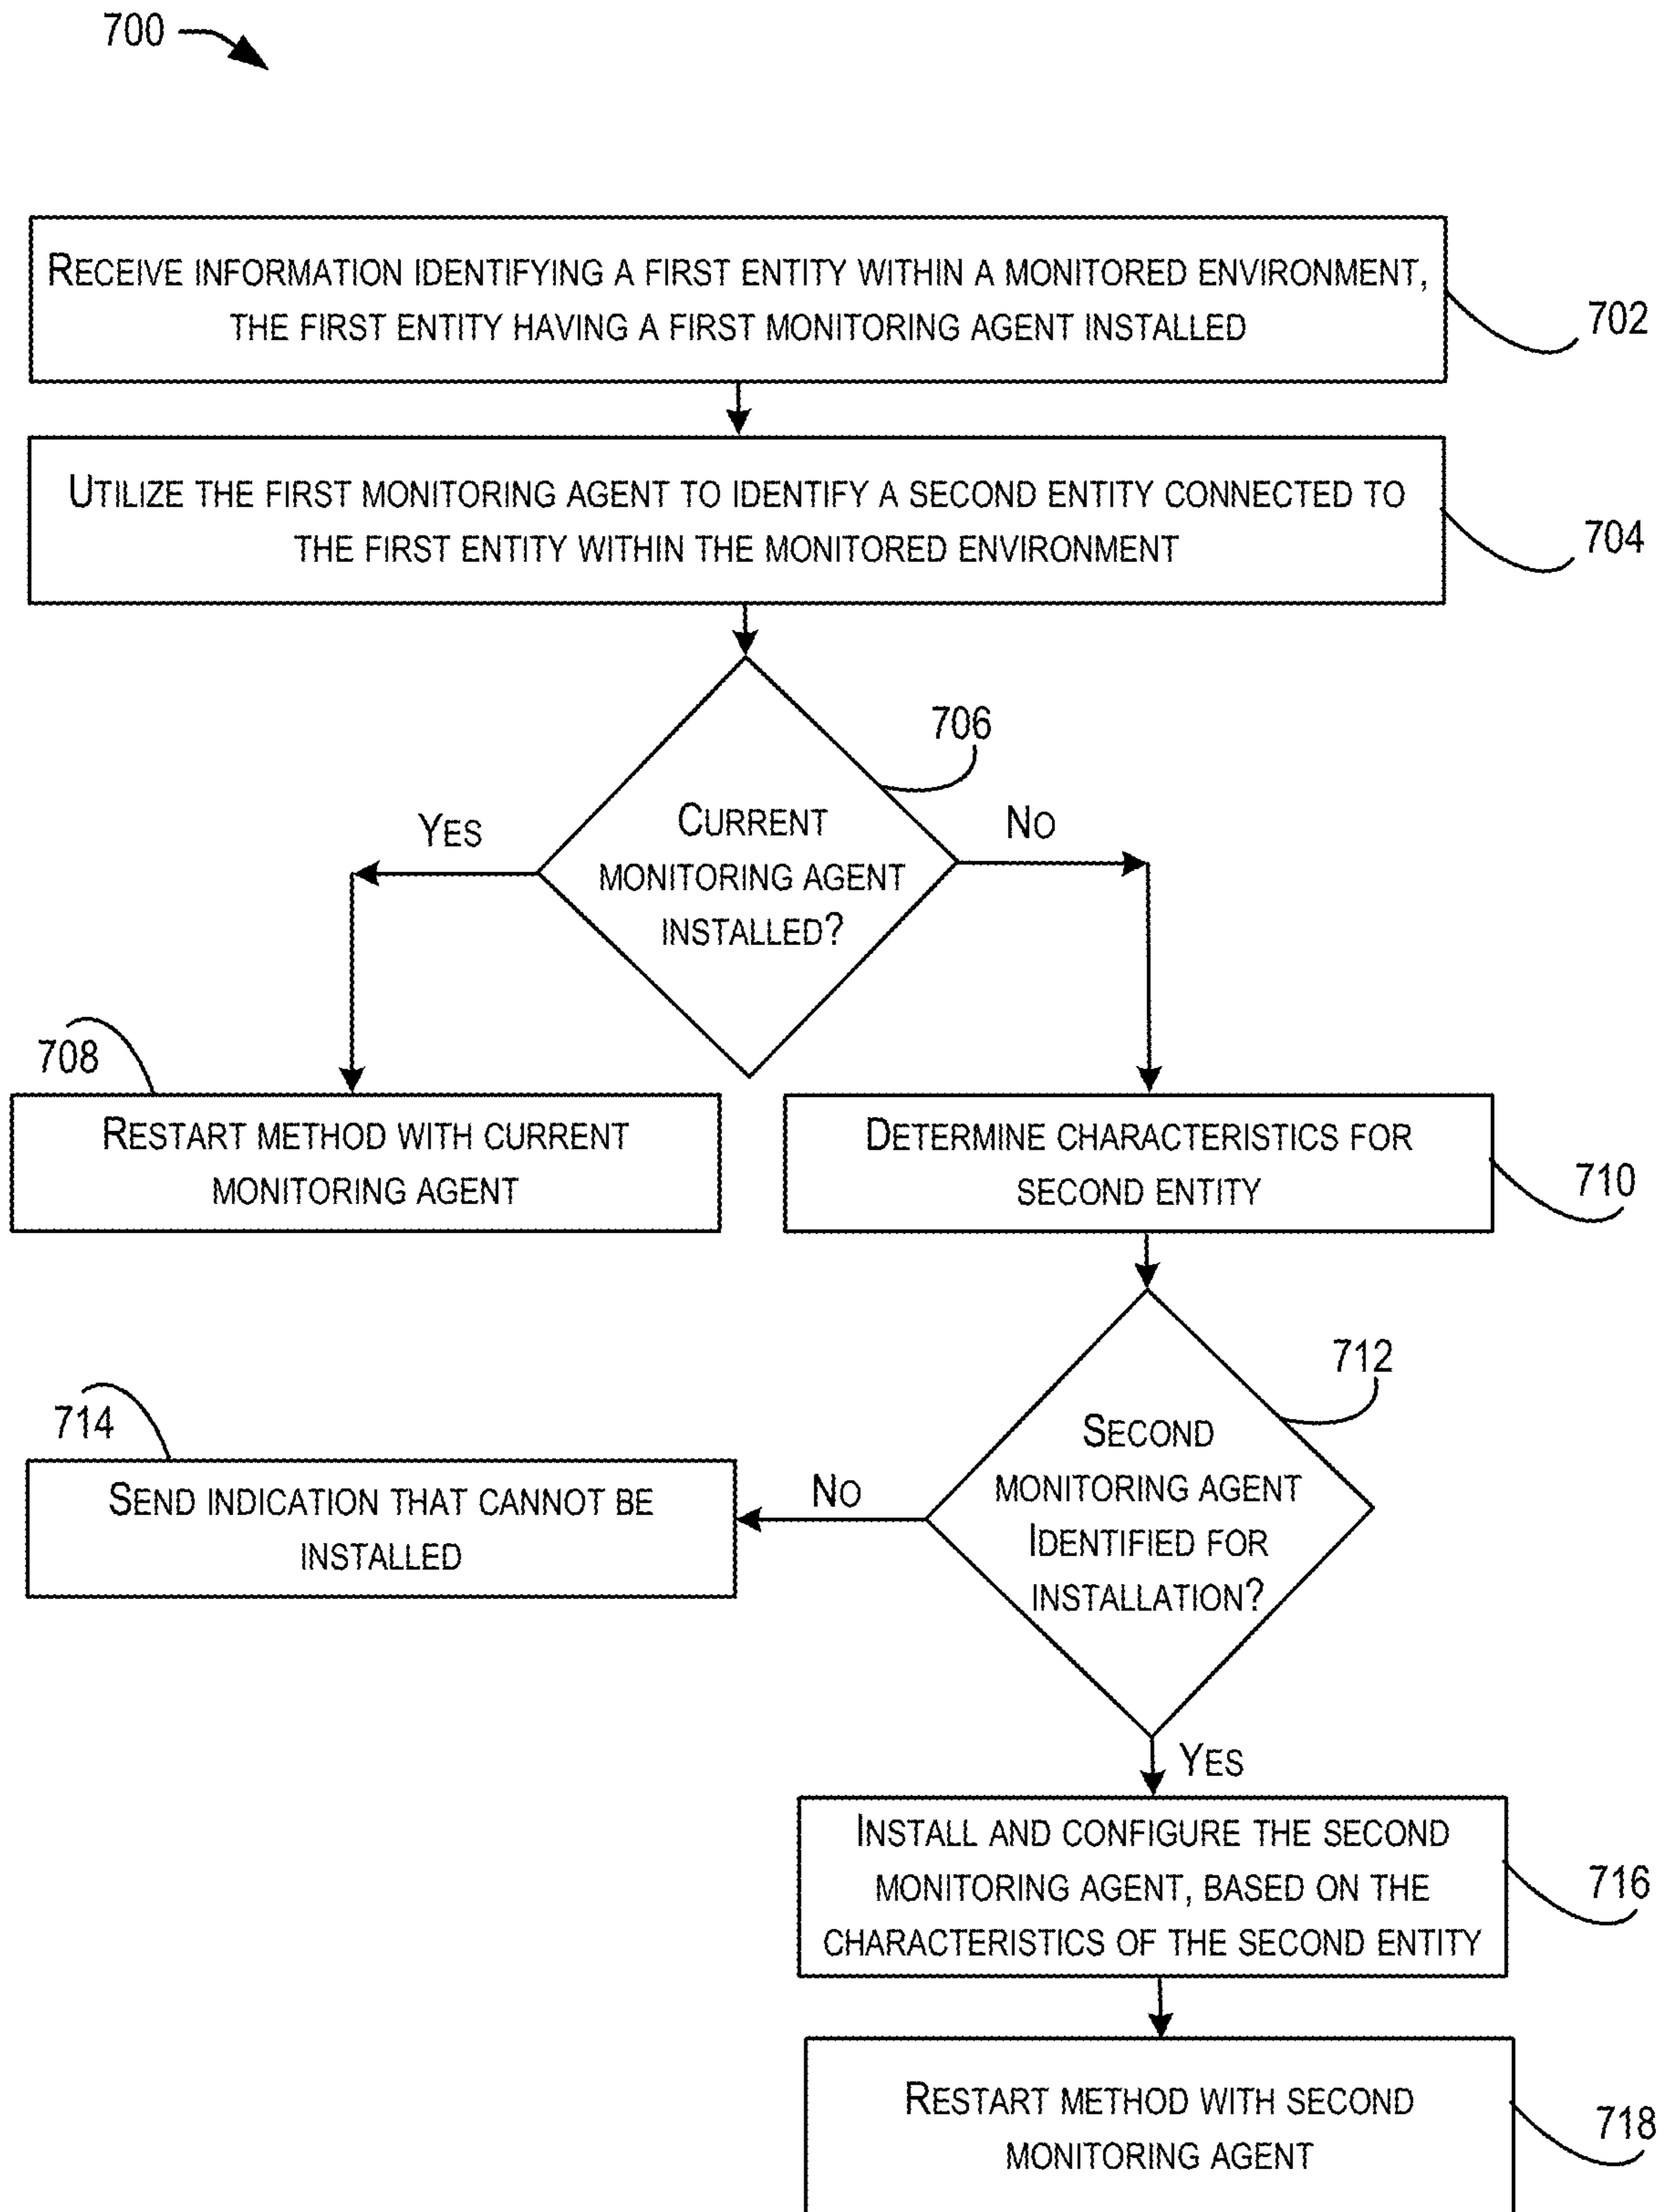 700
RECEIVE INFORMATION IDENTIFYING A FIRST ENTITY WITHIN A MONITORED ENVIRONMENT,
THE FIRST ENTITY HAVING A FIRST MONITORING AGENT INSTALLED
702
UTILIZE THE FIRST MONITORING AGENT TO IDENTIFY A SECOND ENTITY CONNECTED TO
THE FIRST ENTITY WITHIN THE MONITORED ENVIRONMENT
704
706
YES
NO
CURRENT
MONITORING AGENT
INSTALLED?
708
RESTART METHOD WITH CURRENT
MONITORING AGENT
DETERMINE CHARACTERISTICS FOR
SECOND ENTITY
710
712
714
SEND INDICATION THAT CANNOT BE
INSTALLED
NO
SECOND
MONITORING AGENT
IDENTIFIED FOR
INSTALLATION?
YES
INSTALL AND CONFIGURE THE SECOND
MONITORING AGENT, BASED ON THE
CHARACTERISTICS OF THE SECOND ENTITY
716
RESTART METHOD WITH SECOND
MONITORING AGENT
718